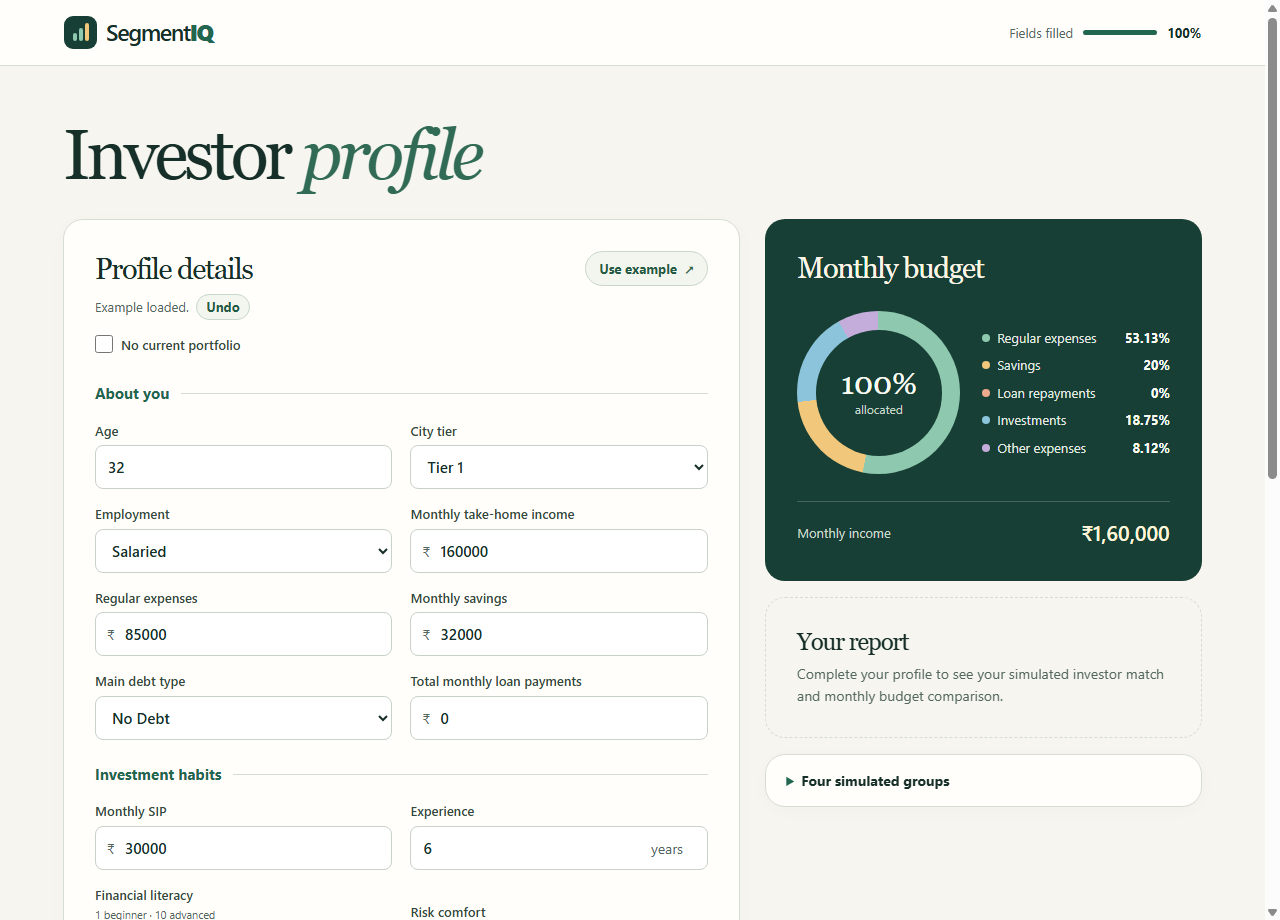 SegmentIQ
Fields filled 100%
Investor profile
Profile details
Use example ↗
Example loaded. Undo
No current portfolio
About you
Age
32
City tier
Tier 1
Employment
Salaried
Monthly take-home income
₹ 160000
Regular expenses
₹ 85000
Monthly savings
₹ 32000
Main debt type
No Debt
Total monthly loan payments
₹ 0
Investment habits
Monthly SIP
₹ 30000
Experience
6 years
Financial literacy
1 beginner · 10 advanced
Risk comfort
Monthly budget
100%
allocated
Regular expenses 53.13%
Savings 20%
Loan repayments 0%
Investments 18.75%
Other expenses 8.12%
Monthly income ₹1,60,000
Your report
Complete your profile to see your simulated investor match
and monthly budget comparison.
Four simulated groups